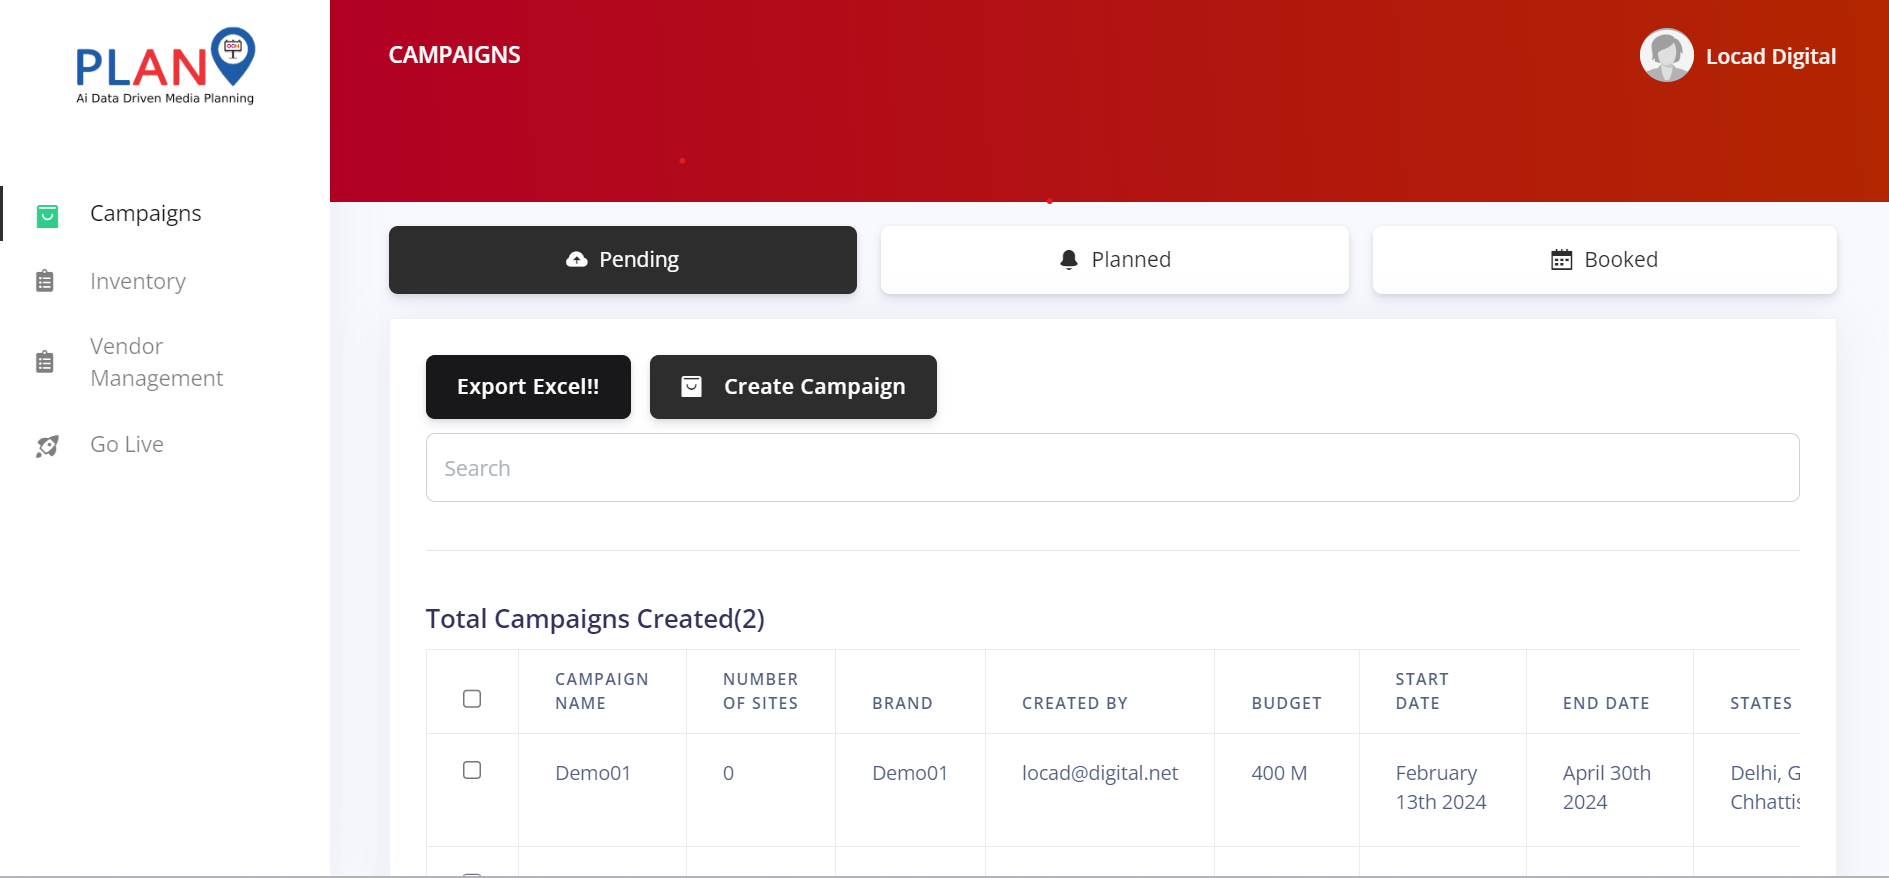 PLAN
OOH
Ai Data Driven Media Planning
Campaigns
Inventory
Vendor
Management
Go Live
CAMPAIGNS
Locad Digital
Pending
Planned
Booked
Export Excel!!
Create Campaign
Search
Total Campaigns Created(2)
CAMPAIGN NAME
NUMBER OF SITES
BRAND
CREATED BY
BUDGET
START DATE
END DATE
STATES
Demo01
0
Demo01
locad@digital.net
400 M
February 13th 2024
April 30th 2024
Delhi, G
Chhattis